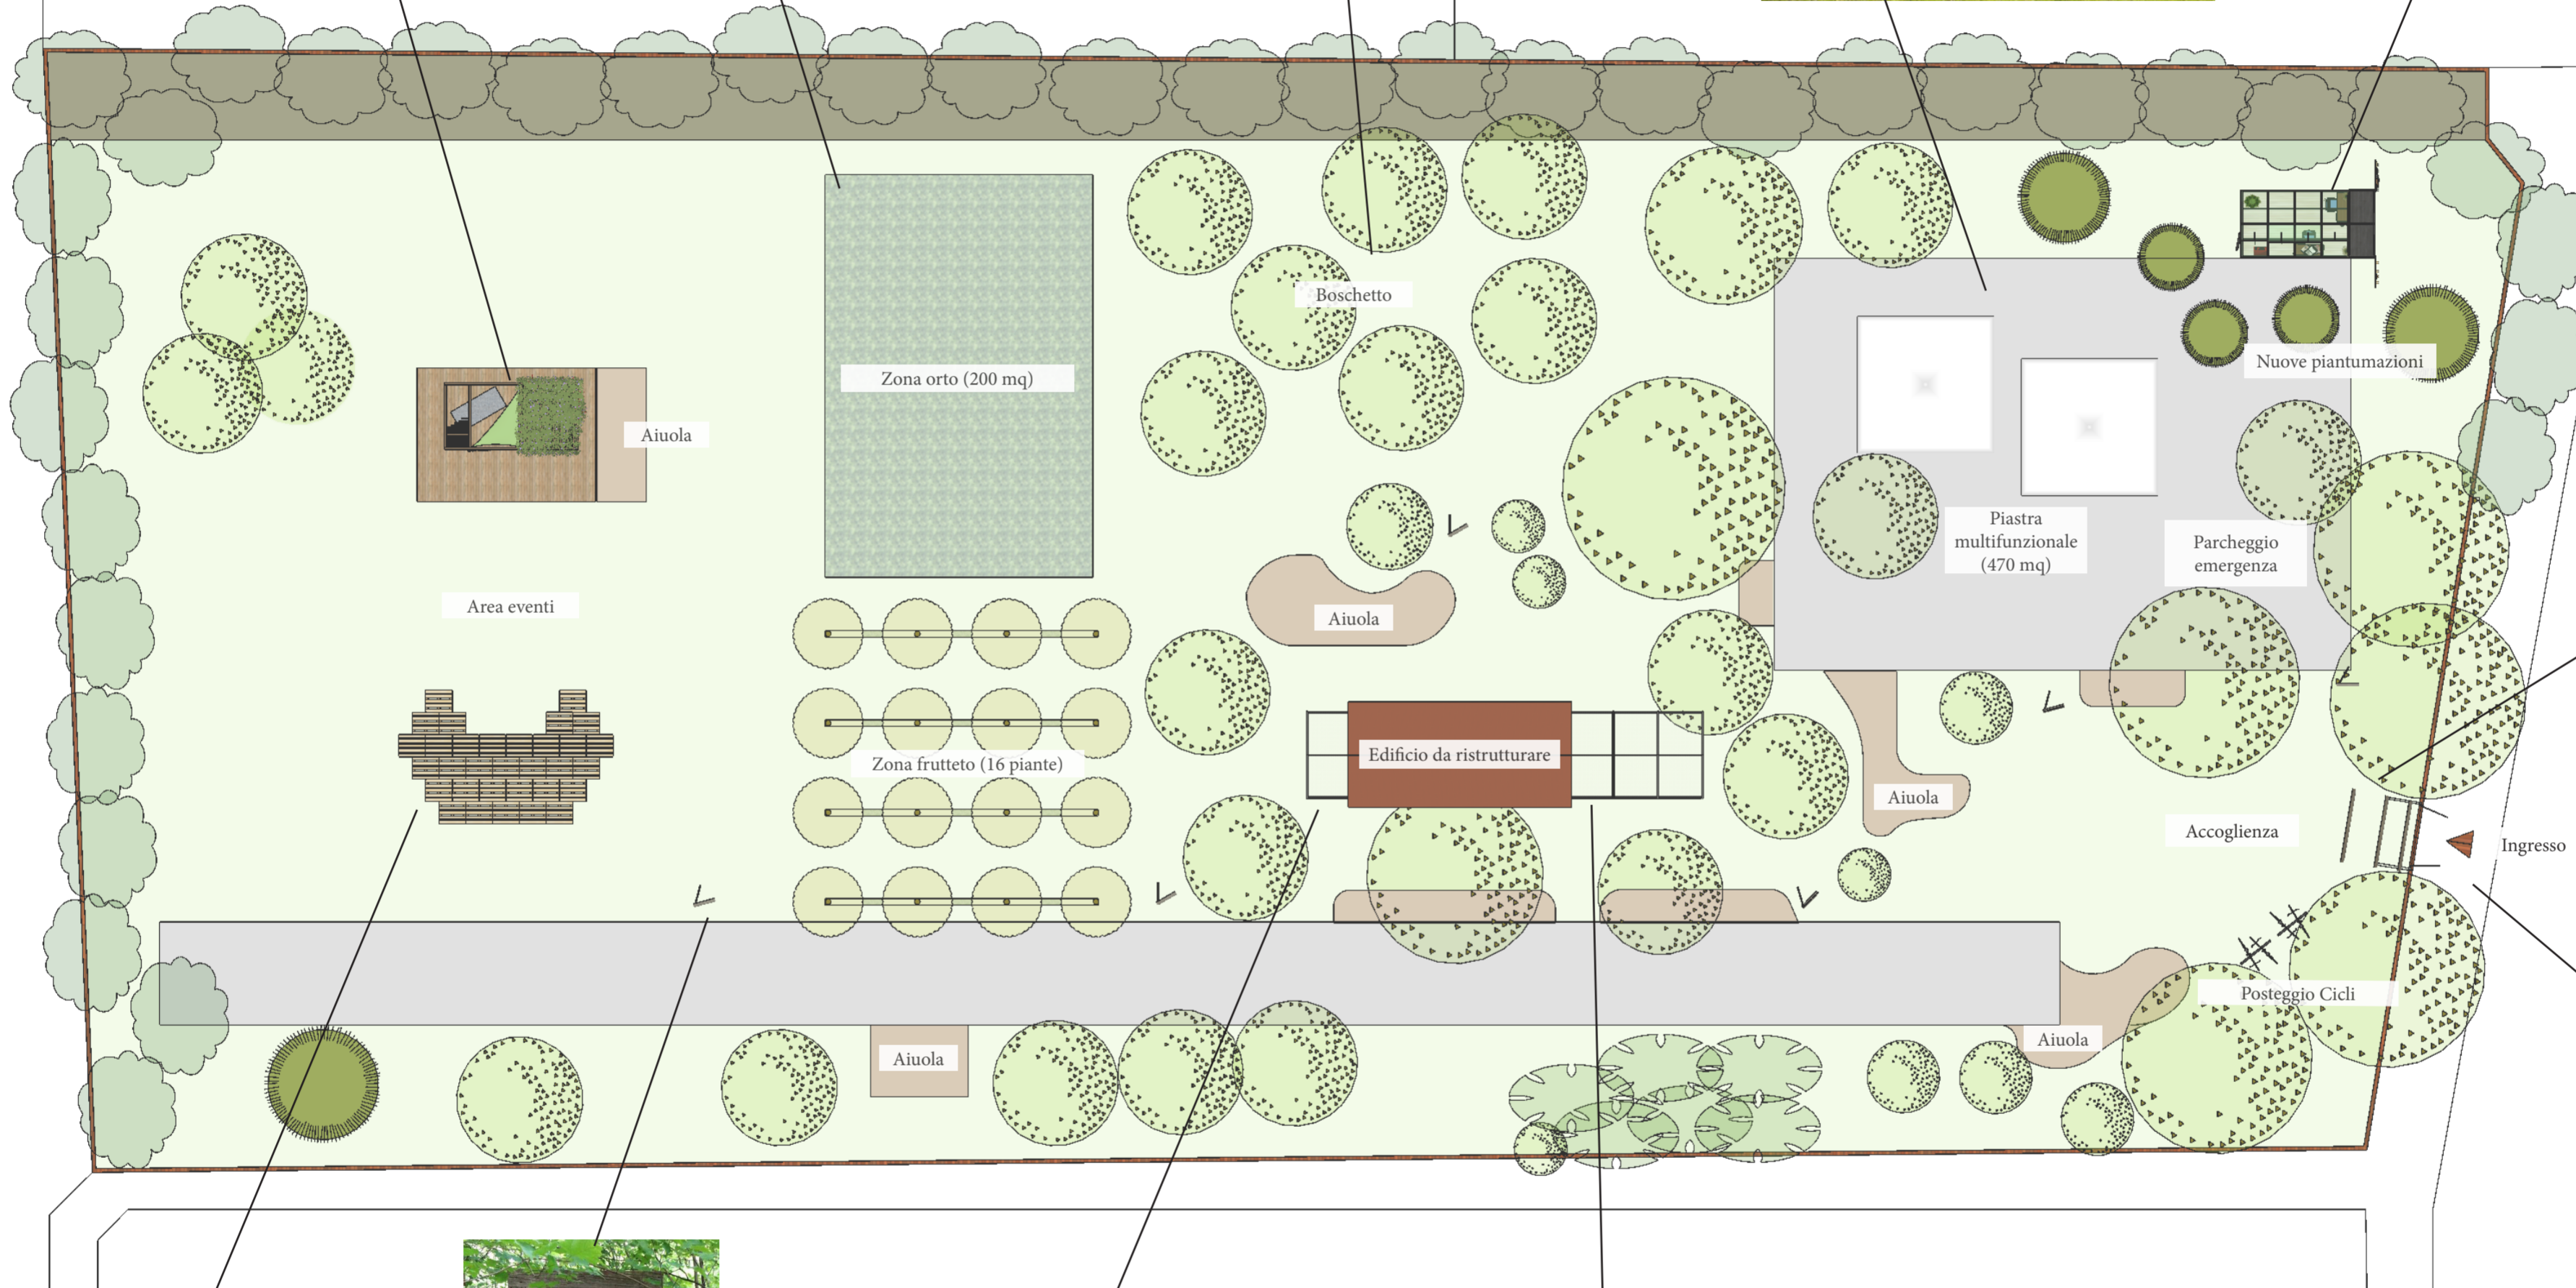 Boschetto
Nuove piantumazioni
Zona orto (200 mq)
Aiuola
Piastra
multifunzionale
(470 mq)
Parcheggio
emergenza
Area eventi
Aiuola
Edificio da ristrutturare
Zona frutteto (16 piante)
Aiuola
Accoglienza
Ingresso
Posteggio Cicli
Aiuola
Aiuola